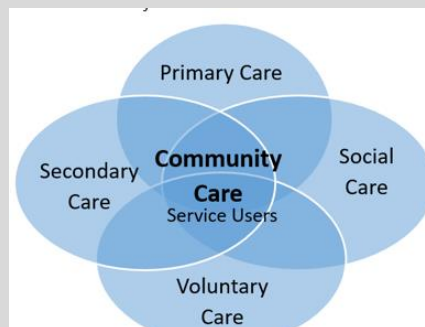 Primary Care
Secondary
Care
Community
Care
Service Users
Social
Care
Voluntary
Care